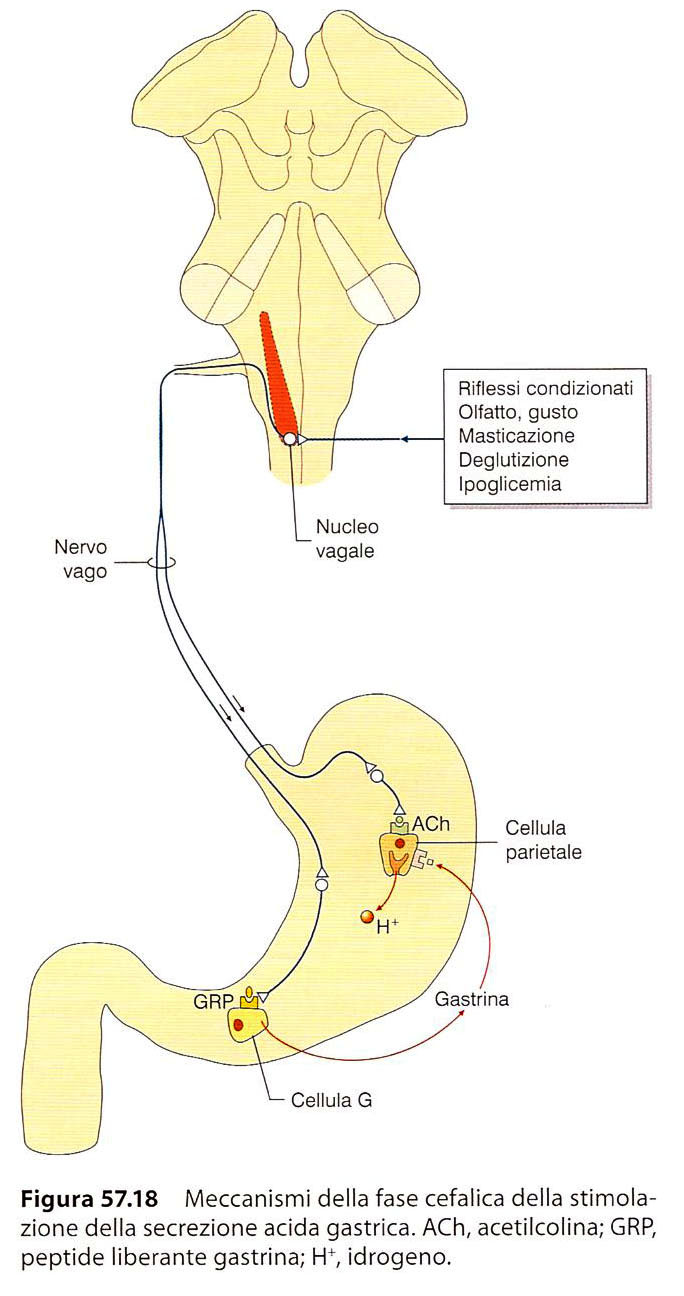 Riflessi condizionati
Olfatto, gusto
Masticazione
Deglutizione
Ipoglicemia
Nucleo
vagale
Nervo
vago
ACh
Cellula
parietale
H⁺
GRP
Gastrina
Cellula G
Figura 57.18 Meccanismi della fase cefalica della stimola-
zione della secrezione acida gastrica. ACh, acetilcolina; GRP,
peptide liberante gastrina; H⁺, idrogeno.